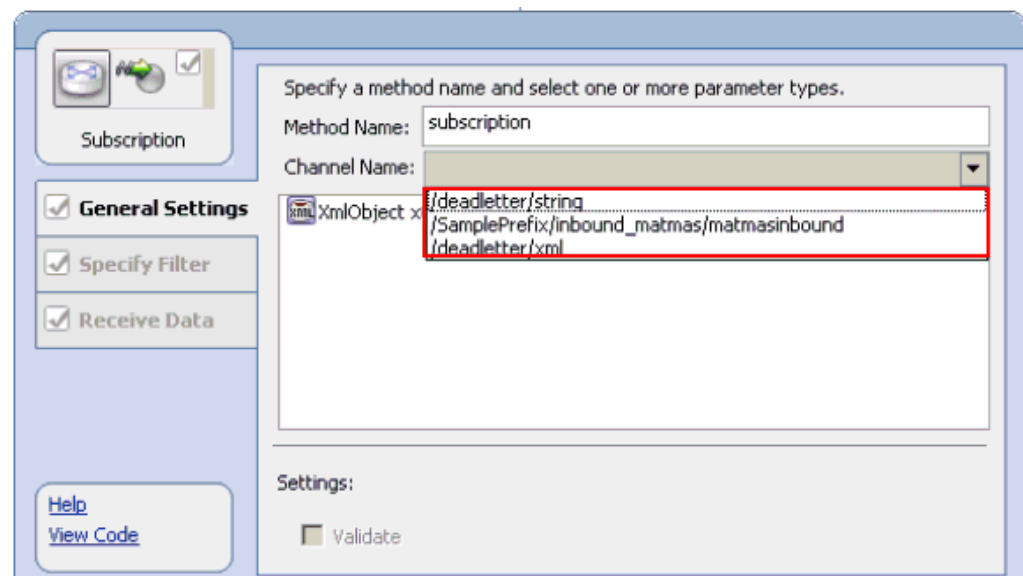 Subscription
General Settings
Specify Filter
Receive Data
Help
View Code
Specify a method name and select one or more parameter types.
Method Name: subscription
Channel Name:
XmlObject x
/deadletter/string
/SamplePrefix/inbound_matmas/matmasinbound
/deadletter/xml
Settings:
Validate